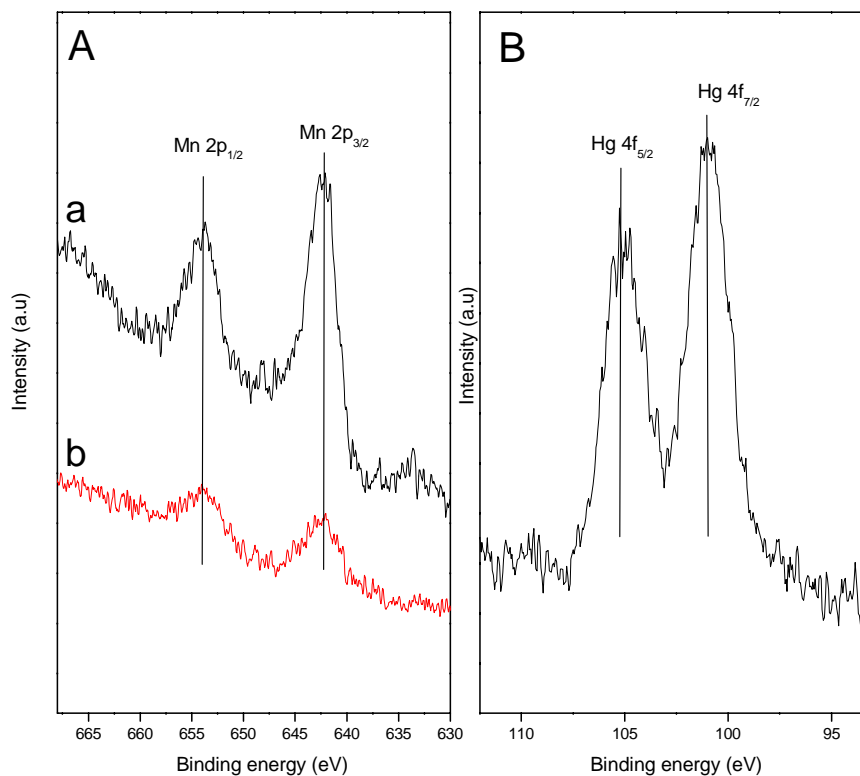 A
Mn 2p1/2
Mn 2p3/2
a
b
Intensity (a.u)
665 660 655 650 645 640 635 630
Binding energy (eV)
B
Hg 4f7/2
Hg 4f5/2
Intensity (a.u)
110 105 100 95
Binding energy (eV)